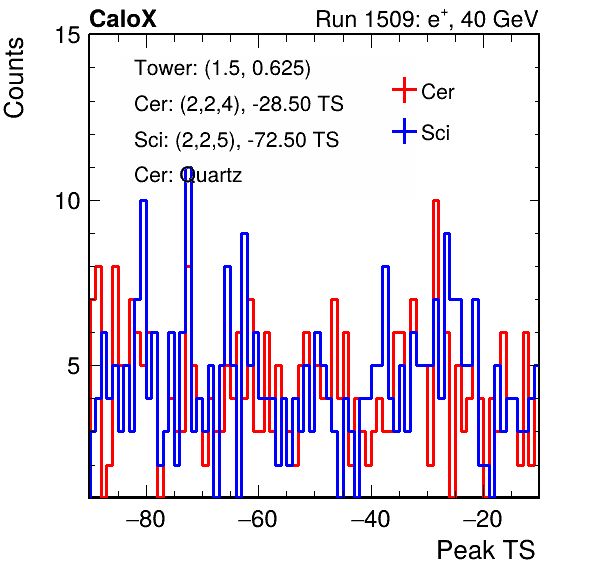 CaloX Run 1509: e⁺, 40 GeV
Counts
15
10
5
Tower: (1.5, 0.625)
Cer: (2,2,4), -28.50 TS
Sci: (2,2,5), -72.50 TS
Cer: Quartz
Cer
Sci
−80 −60 −40 −20
Peak TS